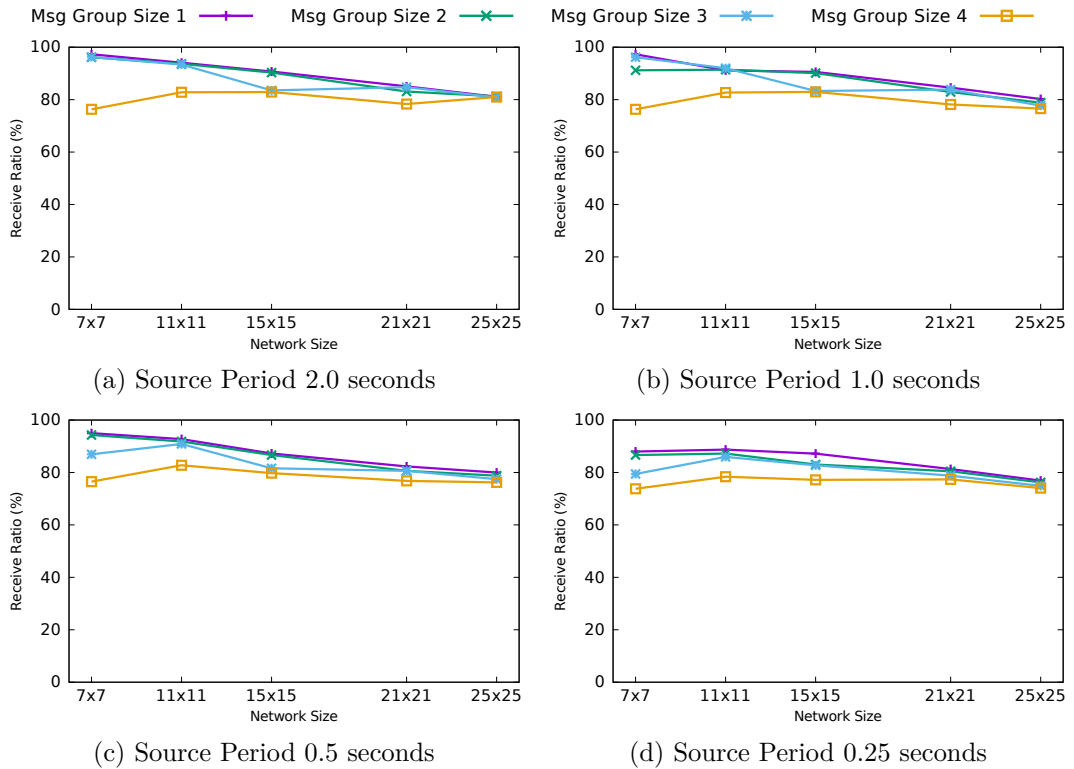 Msg Group Size 1 Msg Group Size 2 Msg Group Size 3 Msg Group Size 4
100
80
60
40
20
0
Receive Ratio (%)
7x7 11x11 15x15 21x21 25x25
Network Size
(a) Source Period 2.0 seconds
100
80
60
40
20
0
Receive Ratio (%)
7x7 11x11 15x15 21x21 25x25
Network Size
(b) Source Period 1.0 seconds
100
80
60
40
20
0
Receive Ratio (%)
7x7 11x11 15x15 21x21 25x25
Network Size
(c) Source Period 0.5 seconds
100
80
60
40
20
0
Receive Ratio (%)
7x7 11x11 15x15 21x21 25x25
Network Size
(d) Source Period 0.25 seconds